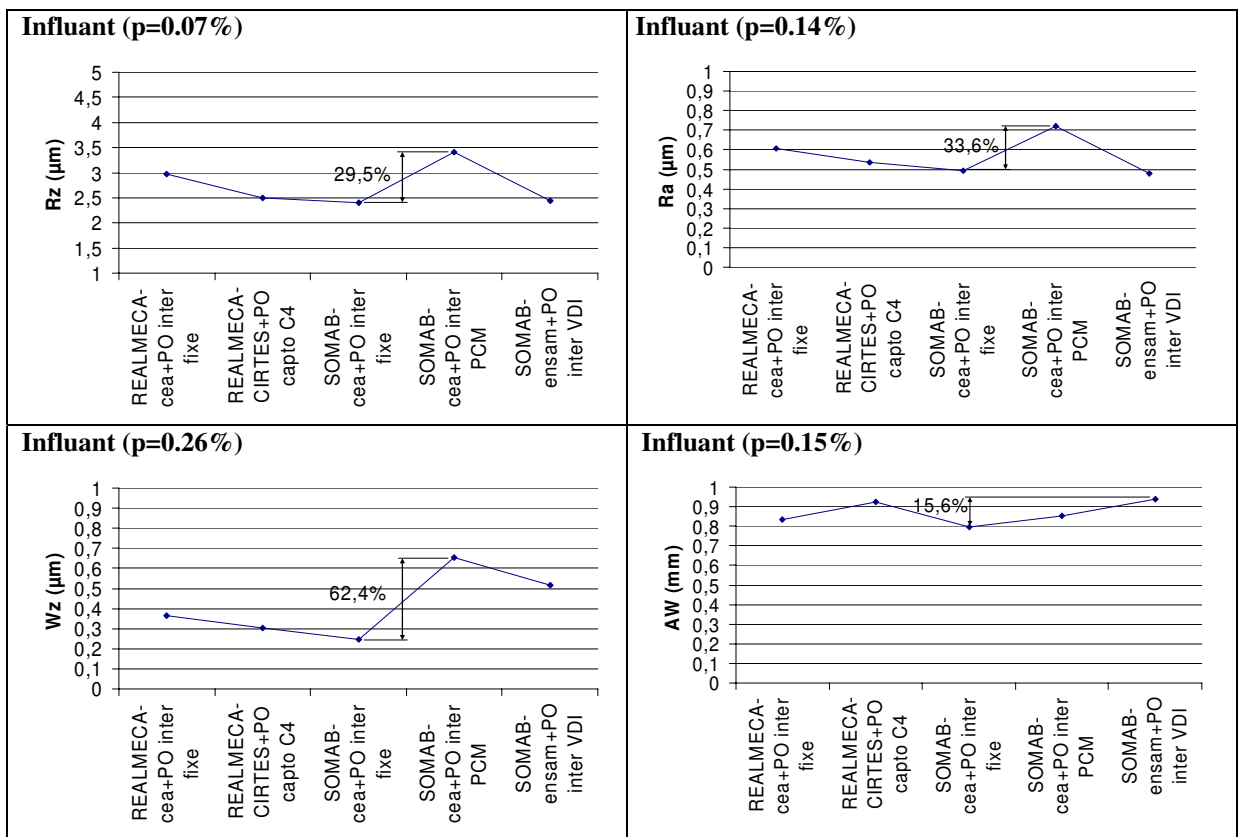 Influant (p=0.07%)
Rz (µm)
5
4,5
4
3,5
3
2,5
2
1,5
1
29,5%
REALMECA-
cea+PO inter
fixe
REALMECA-
CIRTES+PO
capto C4
SOMAB-
cea+PO inter
fixe
SOMAB-
cea+PO inter
PCM
SOMAB-
ensam+PO
inter VDI
Influant (p=0.14%)
Ra (µm)
1
0,9
0,8
0,7
0,6
0,5
0,4
0,3
0,2
0,1
0
33,6%
REALMECA-
cea+PO inter
fixe
REALMECA-
CIRTES+PO
capto C4
SOMAB-
cea+PO inter
fixe
SOMAB-
cea+PO inter
PCM
SOMAB-
ensam+PO
inter VDI
Influant (p=0.26%)
Wz (µm)
1
0,9
0,8
0,7
0,6
0,5
0,4
0,3
0,2
0,1
0
62,4%
REALMECA-
cea+PO inter
fixe
REALMECA-
CIRTES+PO
capto C4
SOMAB-
cea+PO inter
fixe
SOMAB-
cea+PO inter
PCM
SOMAB-
ensam+PO
inter VDI
Influant (p=0.15%)
AW (mm)
1
0,9
0,8
0,7
0,6
0,5
0,4
0,3
0,2
0,1
0
15,6%
REALMECA-
cea+PO inter
fixe
REALMECA-
CIRTES+PO
capto C4
SOMAB-
cea+PO inter
fixe
SOMAB-
cea+PO inter
PCM
SOMAB-
ensam+PO
inter VDI